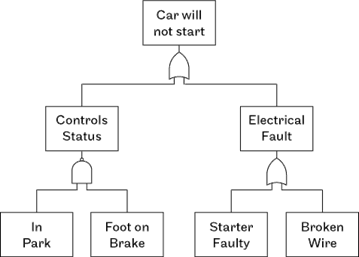 Car will
not start
Controls
Status
Electrical
Fault
In
Park
Foot on
Brake
Starter
Faulty
Broken
Wire